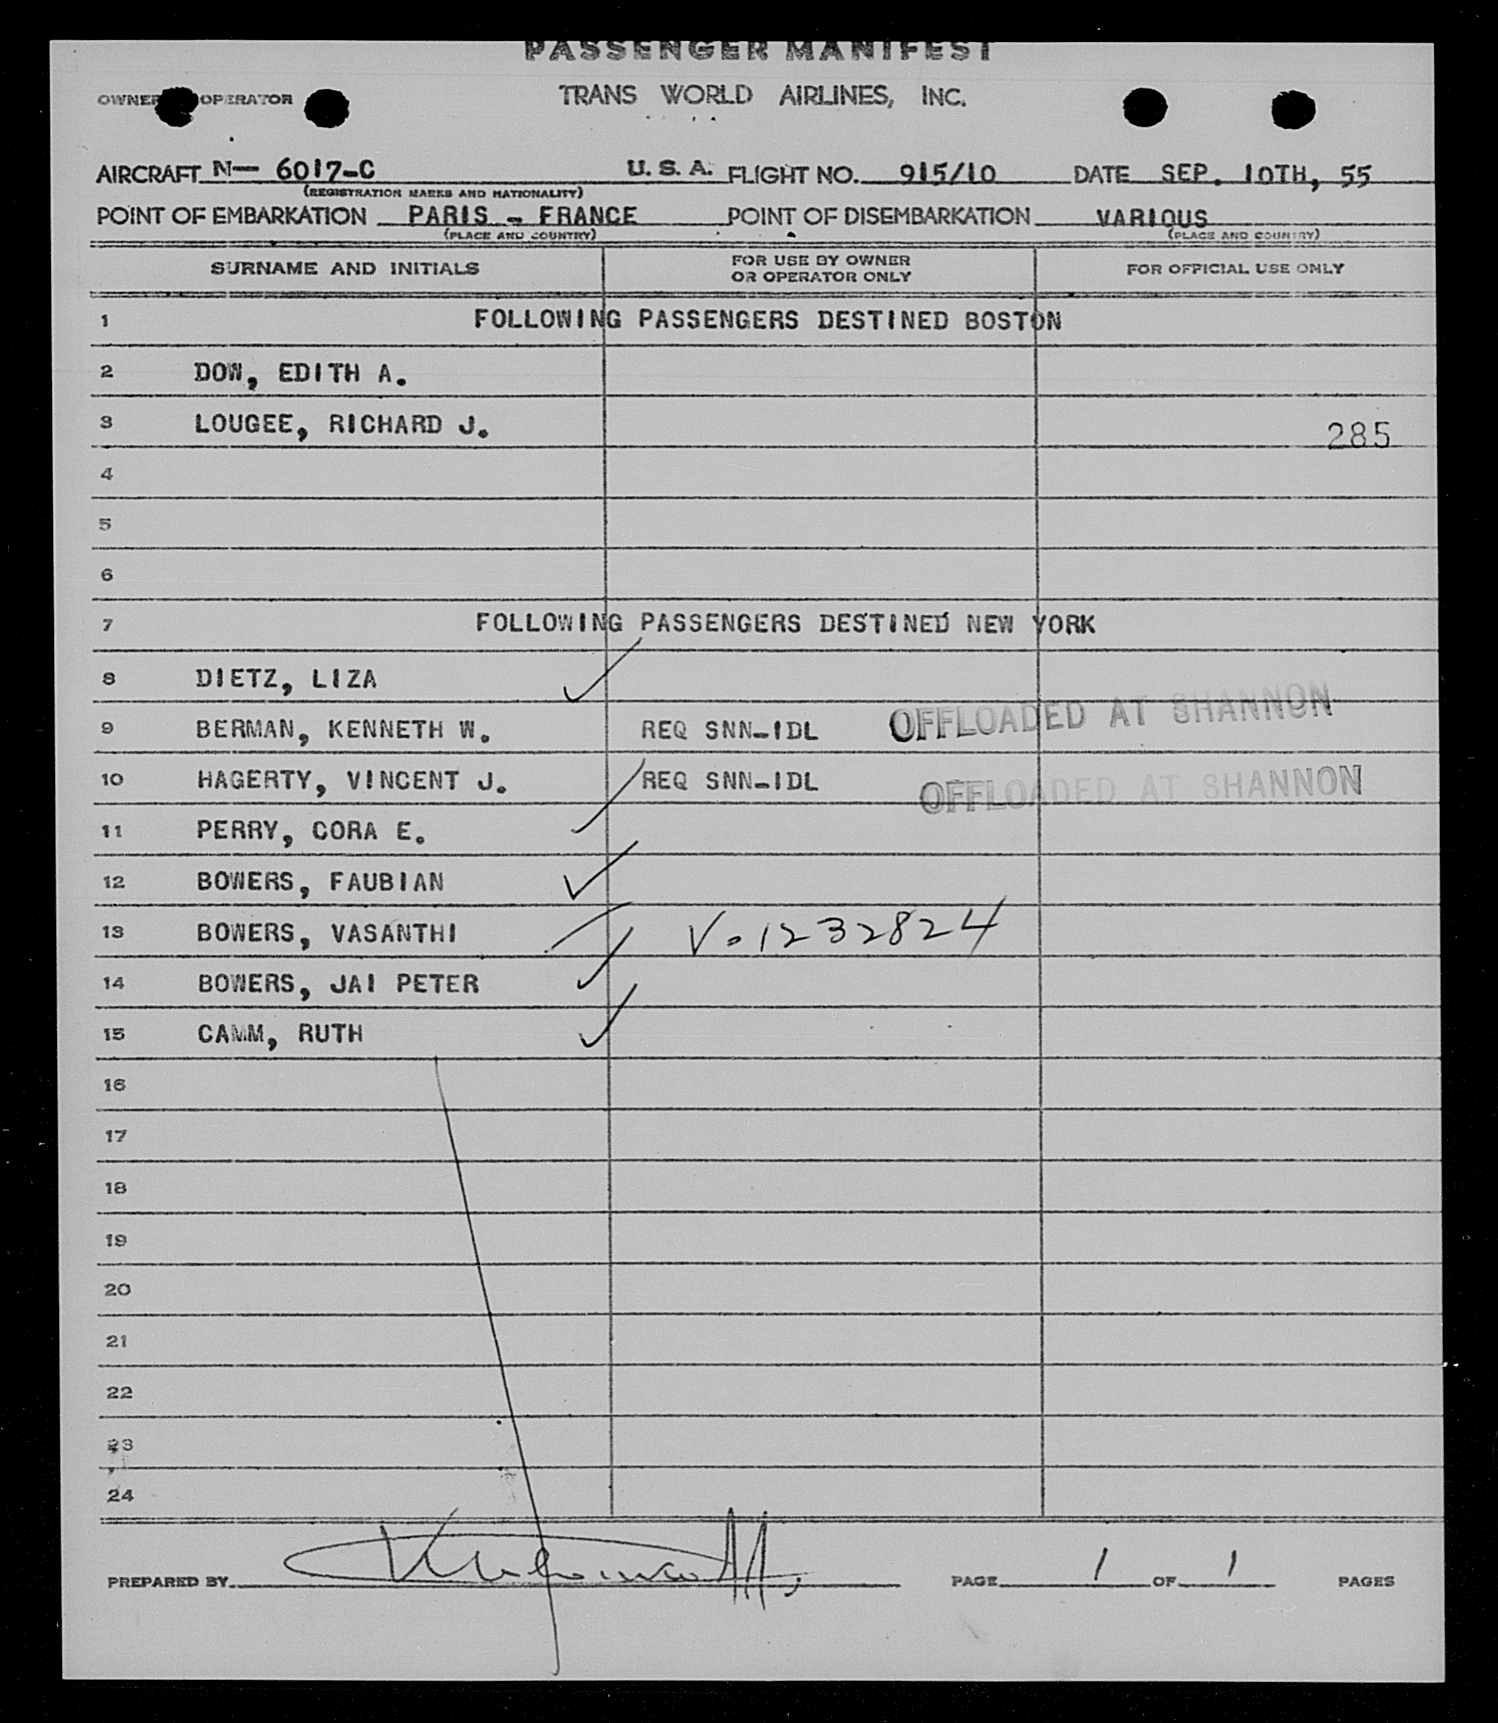 PASSENGER MANIFEST
OWNER OPERATOR TRANS WORLD AIRLINES, INC.
AIRCRAFT N— 6017-C U. S. A. FLIGHT NO. 915/10 DATE SEP. 10TH, 55
(REGISTRATION MARKS AND NATIONALITY)
POINT OF EMBARKATION PARIS - FRANCE POINT OF DISEMBARKATION VARIOUS
(PLACE AND COUNTRY) (PLACE AND COUNTRY)
SURNAME AND INITIALS FOR USE BY OWNER OR OPERATOR ONLY FOR OFFICIAL USE ONLY
1 FOLLOWING PASSENGERS DESTINED BOSTON
2 DOW, EDITH A.
3 LOUGEE, RICHARD J. 285
4
5
6
7 FOLLOWING PASSENGERS DESTINED NEW YORK
8 DIETZ, LIZA
9 BERMAN, KENNETH W. REQ SNN-IDL OFFLOADED AT SHANNON
10 HAGERTY, VINCENT J. REQ SNN-IDL OFFLOADED AT SHANNON
11 PERRY, CORA E.
12 BOWERS, FAUBIAN
13 BOWERS, VASANTHI V-1232824
14 BOWERS, JAI PETER
15 CAMM, RUTH
16
17
18
19
20
21
22
23
24
PREPARED BY PAGE 1 OF 1 PAGES